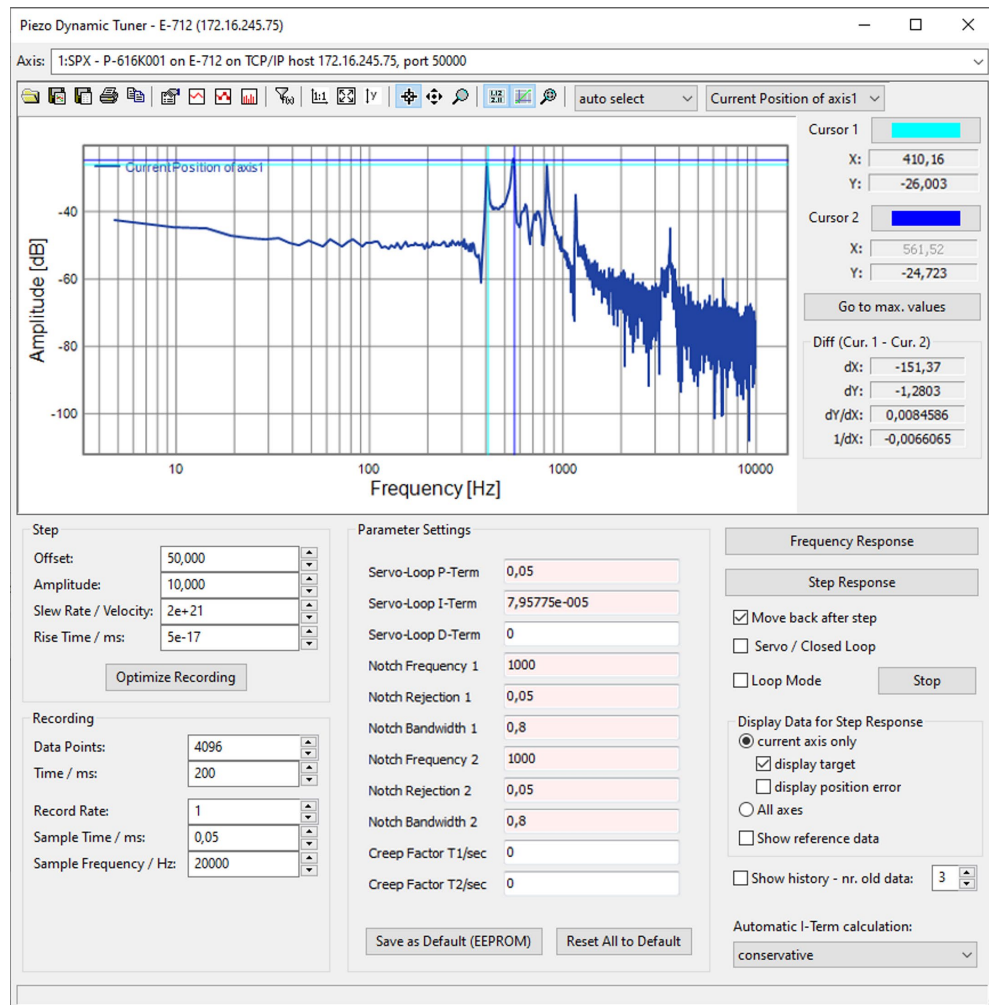 Piezo Dynamic Tuner - E-712 (172.16.245.75)
Axis: 1:SPX - P-616K001 on E-712 on TCP/IP host 172.16.245.75, port 50000
F(x) 1:1 y 1.12 2.11 auto select Current Position of axis1
Current Position of axis1
Amplitude [dB]
-40
-60
-80
-100
10 100 1000 10000
Frequency [Hz]
Cursor 1
X: 410,16
Y: -26,003
Cursor 2
X: 561,52
Y: -24,723
Go to max. values
Diff (Cur. 1 - Cur. 2)
dX: -151,37
dY: -1,2803
dY/dX: 0,0084586
1/dX: -0,0066065
Step
Offset: 50,000
Amplitude: 10,000
Slew Rate / Velocity: 2e+21
Rise Time / ms: 5e-17
Optimize Recording
Recording
Data Points: 4096
Time / ms: 200
Record Rate: 1
Sample Time / ms: 0,05
Sample Frequency / Hz: 20000
Parameter Settings
Servo-Loop P-Term 0,05
Servo-Loop I-Term 7,95775e-005
Servo-Loop D-Term 0
Notch Frequency 1 1000
Notch Rejection 1 0,05
Notch Bandwidth 1 0,8
Notch Frequency 2 1000
Notch Rejection 2 0,05
Notch Bandwidth 2 0,8
Creep Factor T1/sec 0
Creep Factor T2/sec 0
Save as Default (EEPROM) Reset All to Default
Frequency Response
Step Response
Move back after step
Servo / Closed Loop
Loop Mode Stop
Display Data for Step Response
current axis only
display target
display position error
All axes
Show reference data
Show history - nr. old data: 3
Automatic I-Term calculation:
conservative